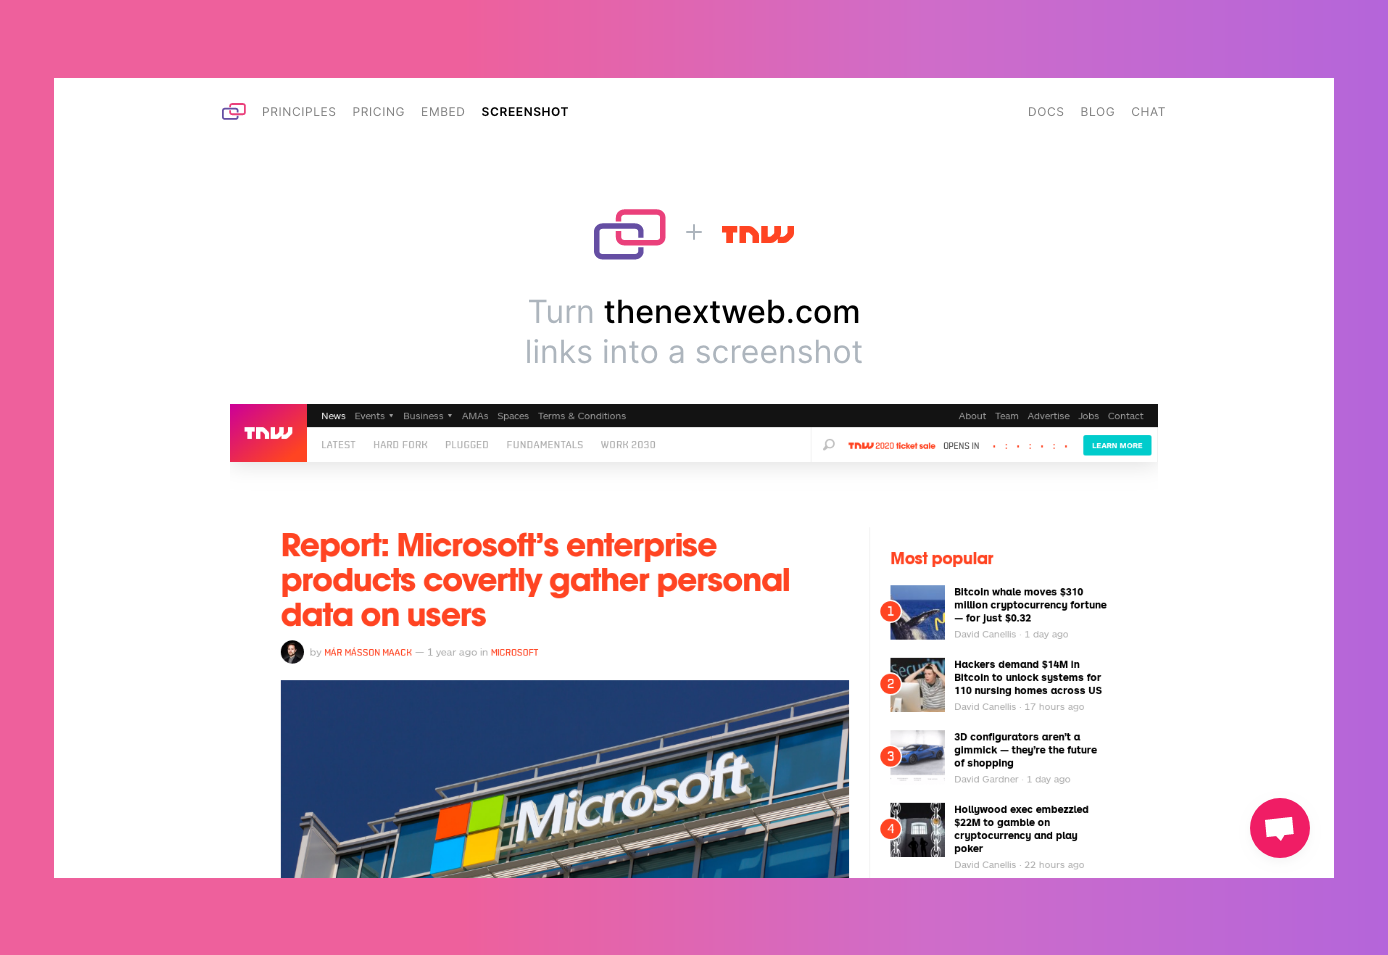 PRINCIPLES PRICING EMBED SCREENSHOT DOCS BLOG CHAT
+ TNW
Turn thenextweb.com
links into a screenshot
TNW
News Events Business AMAs Spaces Terms & Conditions About Team Advertise Jobs Contact
LATEST HARD FORK PLUGGED FUNDAMENTALS WORK 2030 TNW2020 ticket sale OPENS IN : : : LEARN MORE
Report: Microsoft's enterprise
products covertly gather personal
data on users
by MÁR MÁSSON MAACK — 1 year ago in MICROSOFT
Microsoft
Most popular
1
Bitcoin whale moves $310
million cryptocurrency fortune
— for just $0.32
David Canellis · 1 day ago
Security
2
Hackers demand $14M in
Bitcoin to unlock systems for
110 nursing homes across US
David Canellis · 17 hours ago
3
3D configurators aren't a
gimmick — they're the future
of shopping
David Gardner · 1 day ago
4
Hollywood exec embezzled
$22M to gamble on
cryptocurrency and play
poker
David Canellis · 22 hours ago